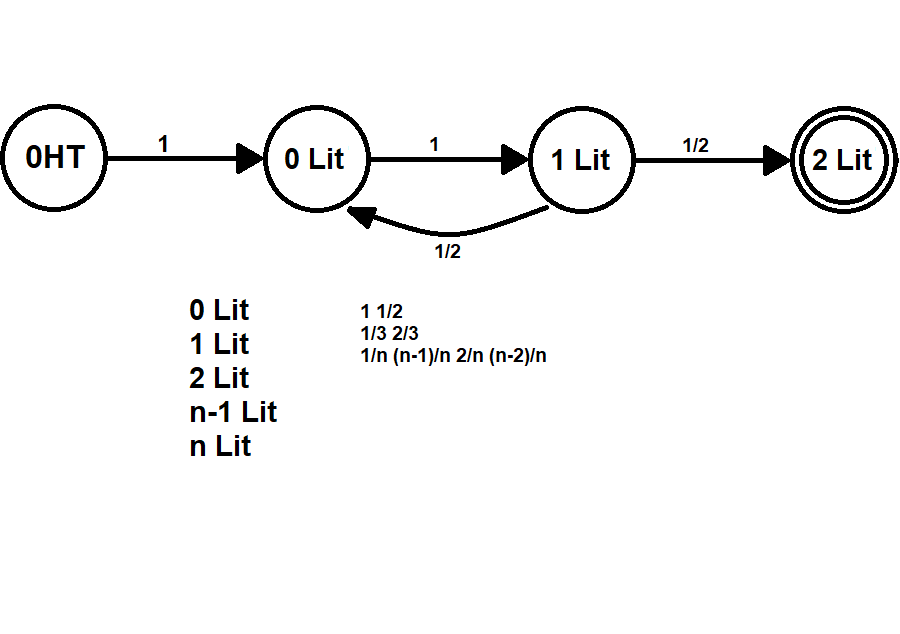 0HT 1 0 Lit 1 1 Lit 1/2 2 Lit
1/2
0 Lit
1 Lit
2 Lit
n-1 Lit
n Lit
1 1/2
1/3 2/3
1/n (n-1)/n 2/n (n-2)/n